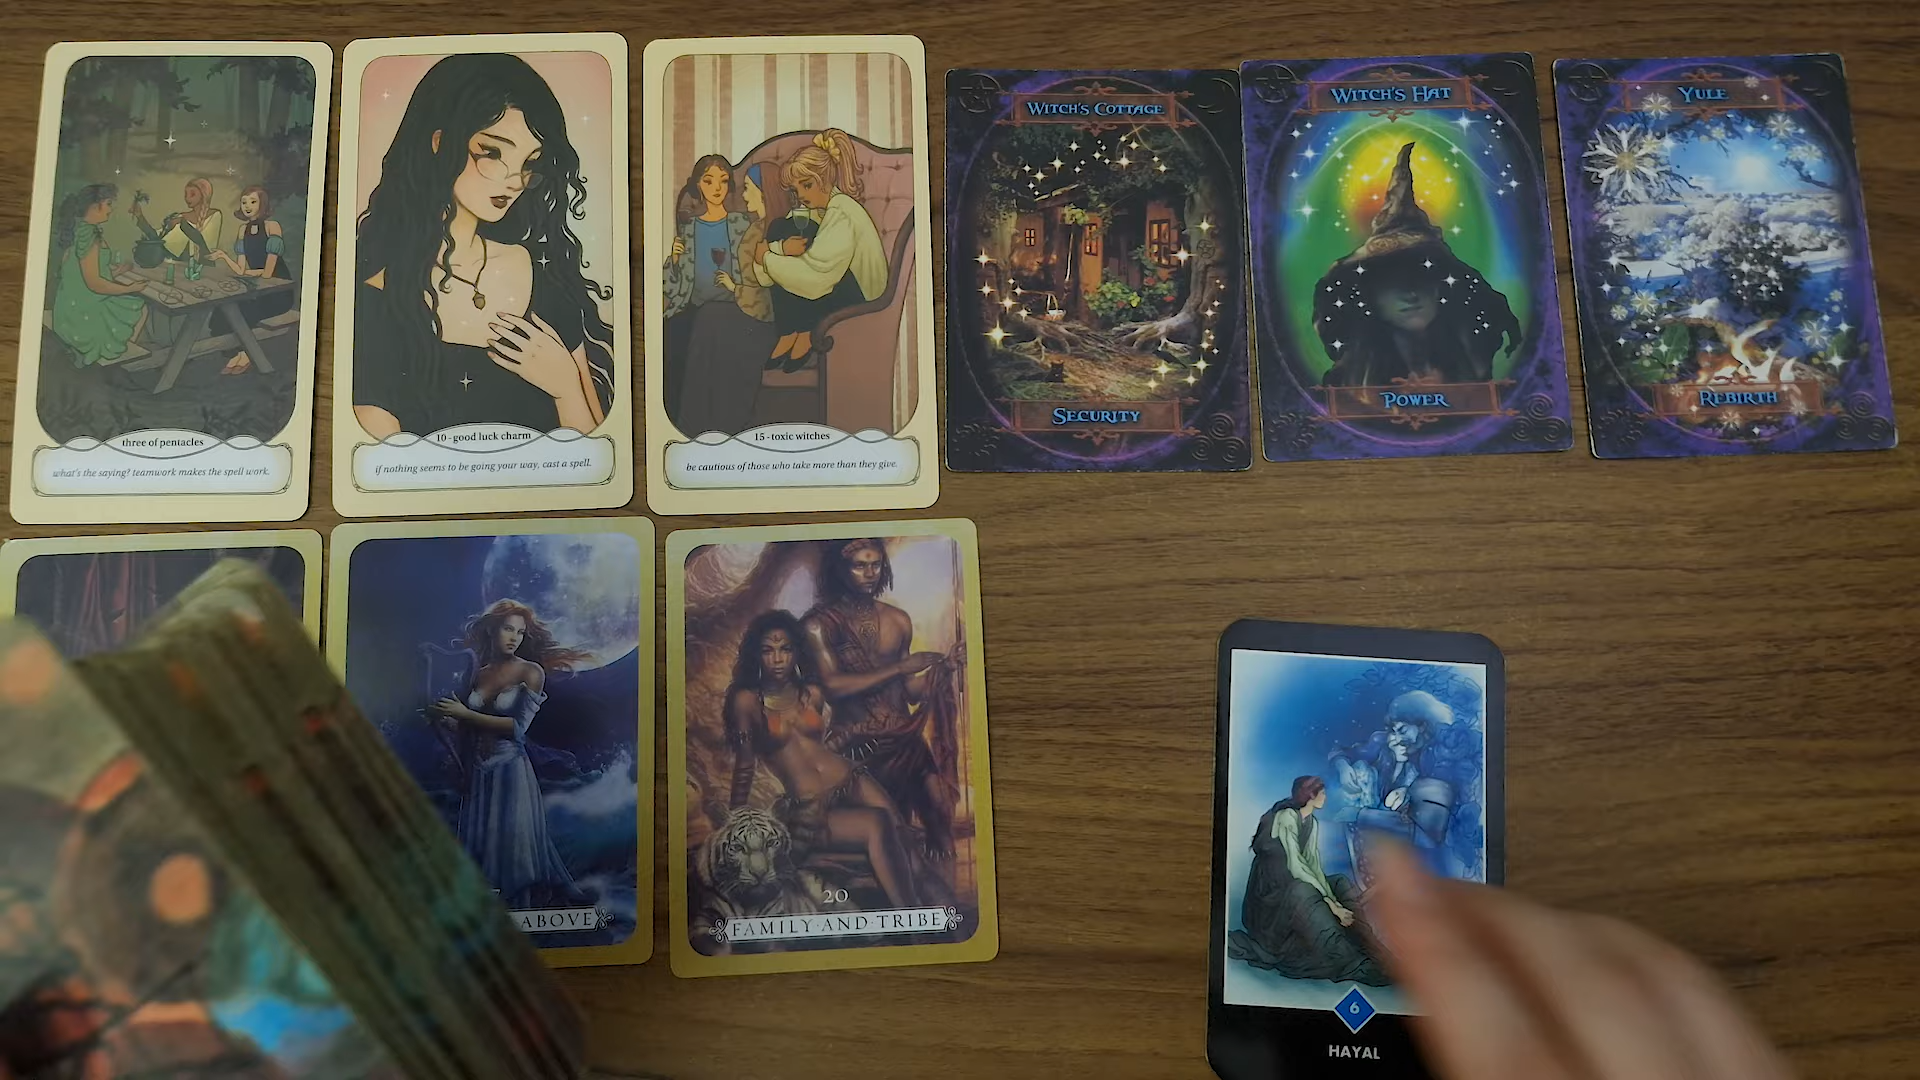 three of pentacles
what's the saying? teamwork makes the spell work.
10-good luck charm
if nothing seems to be going your way, cast a spell.
15-toxic witches
be cautious of those who take more than they give.
WITCH'S COTTAGE
SECURITY
WITCH'S HAT
POWER
YULE
REBIRTH
ABOVE
20
FAMILY·AND·TRIBE
6
HAYAL